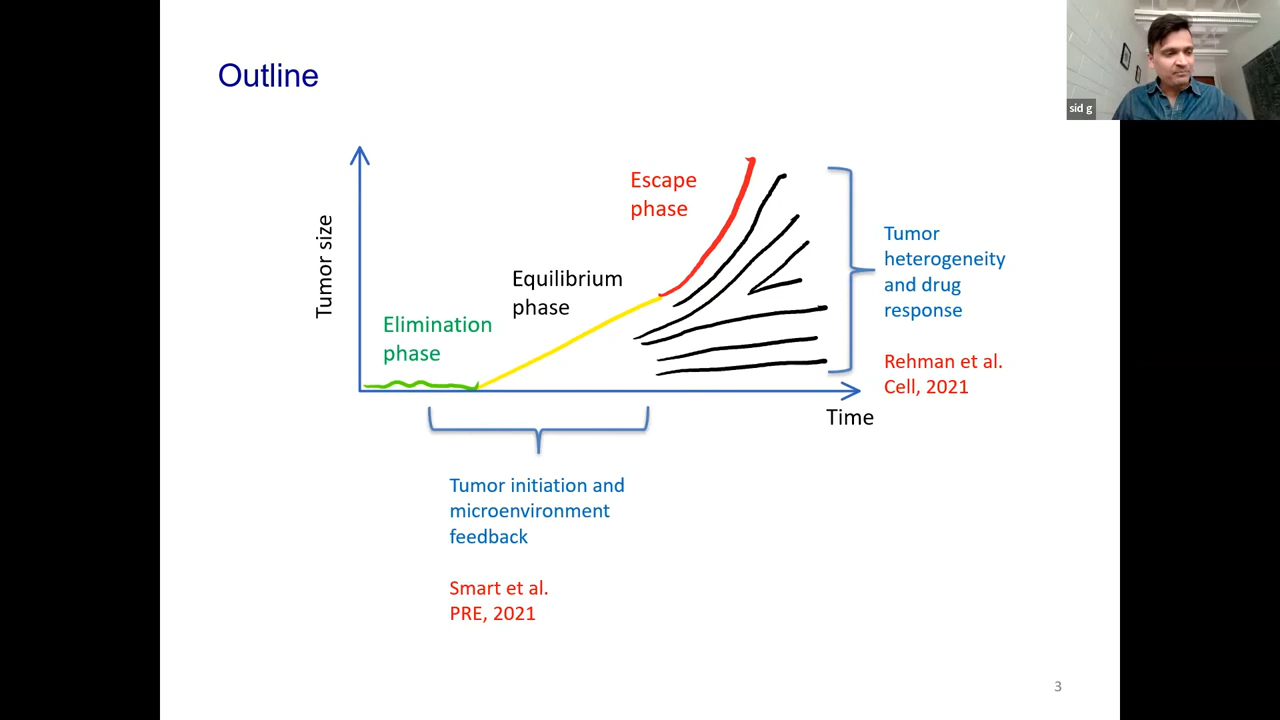 Outline
sid g
Escape
phase
Tumor size
Equilibrium
phase
Elimination
phase
Tumor
heterogeneity
and drug
response
Rehman et al.
Cell, 2021
Time
Tumor initiation and
microenvironment
feedback
Smart et al.
PRE, 2021
3